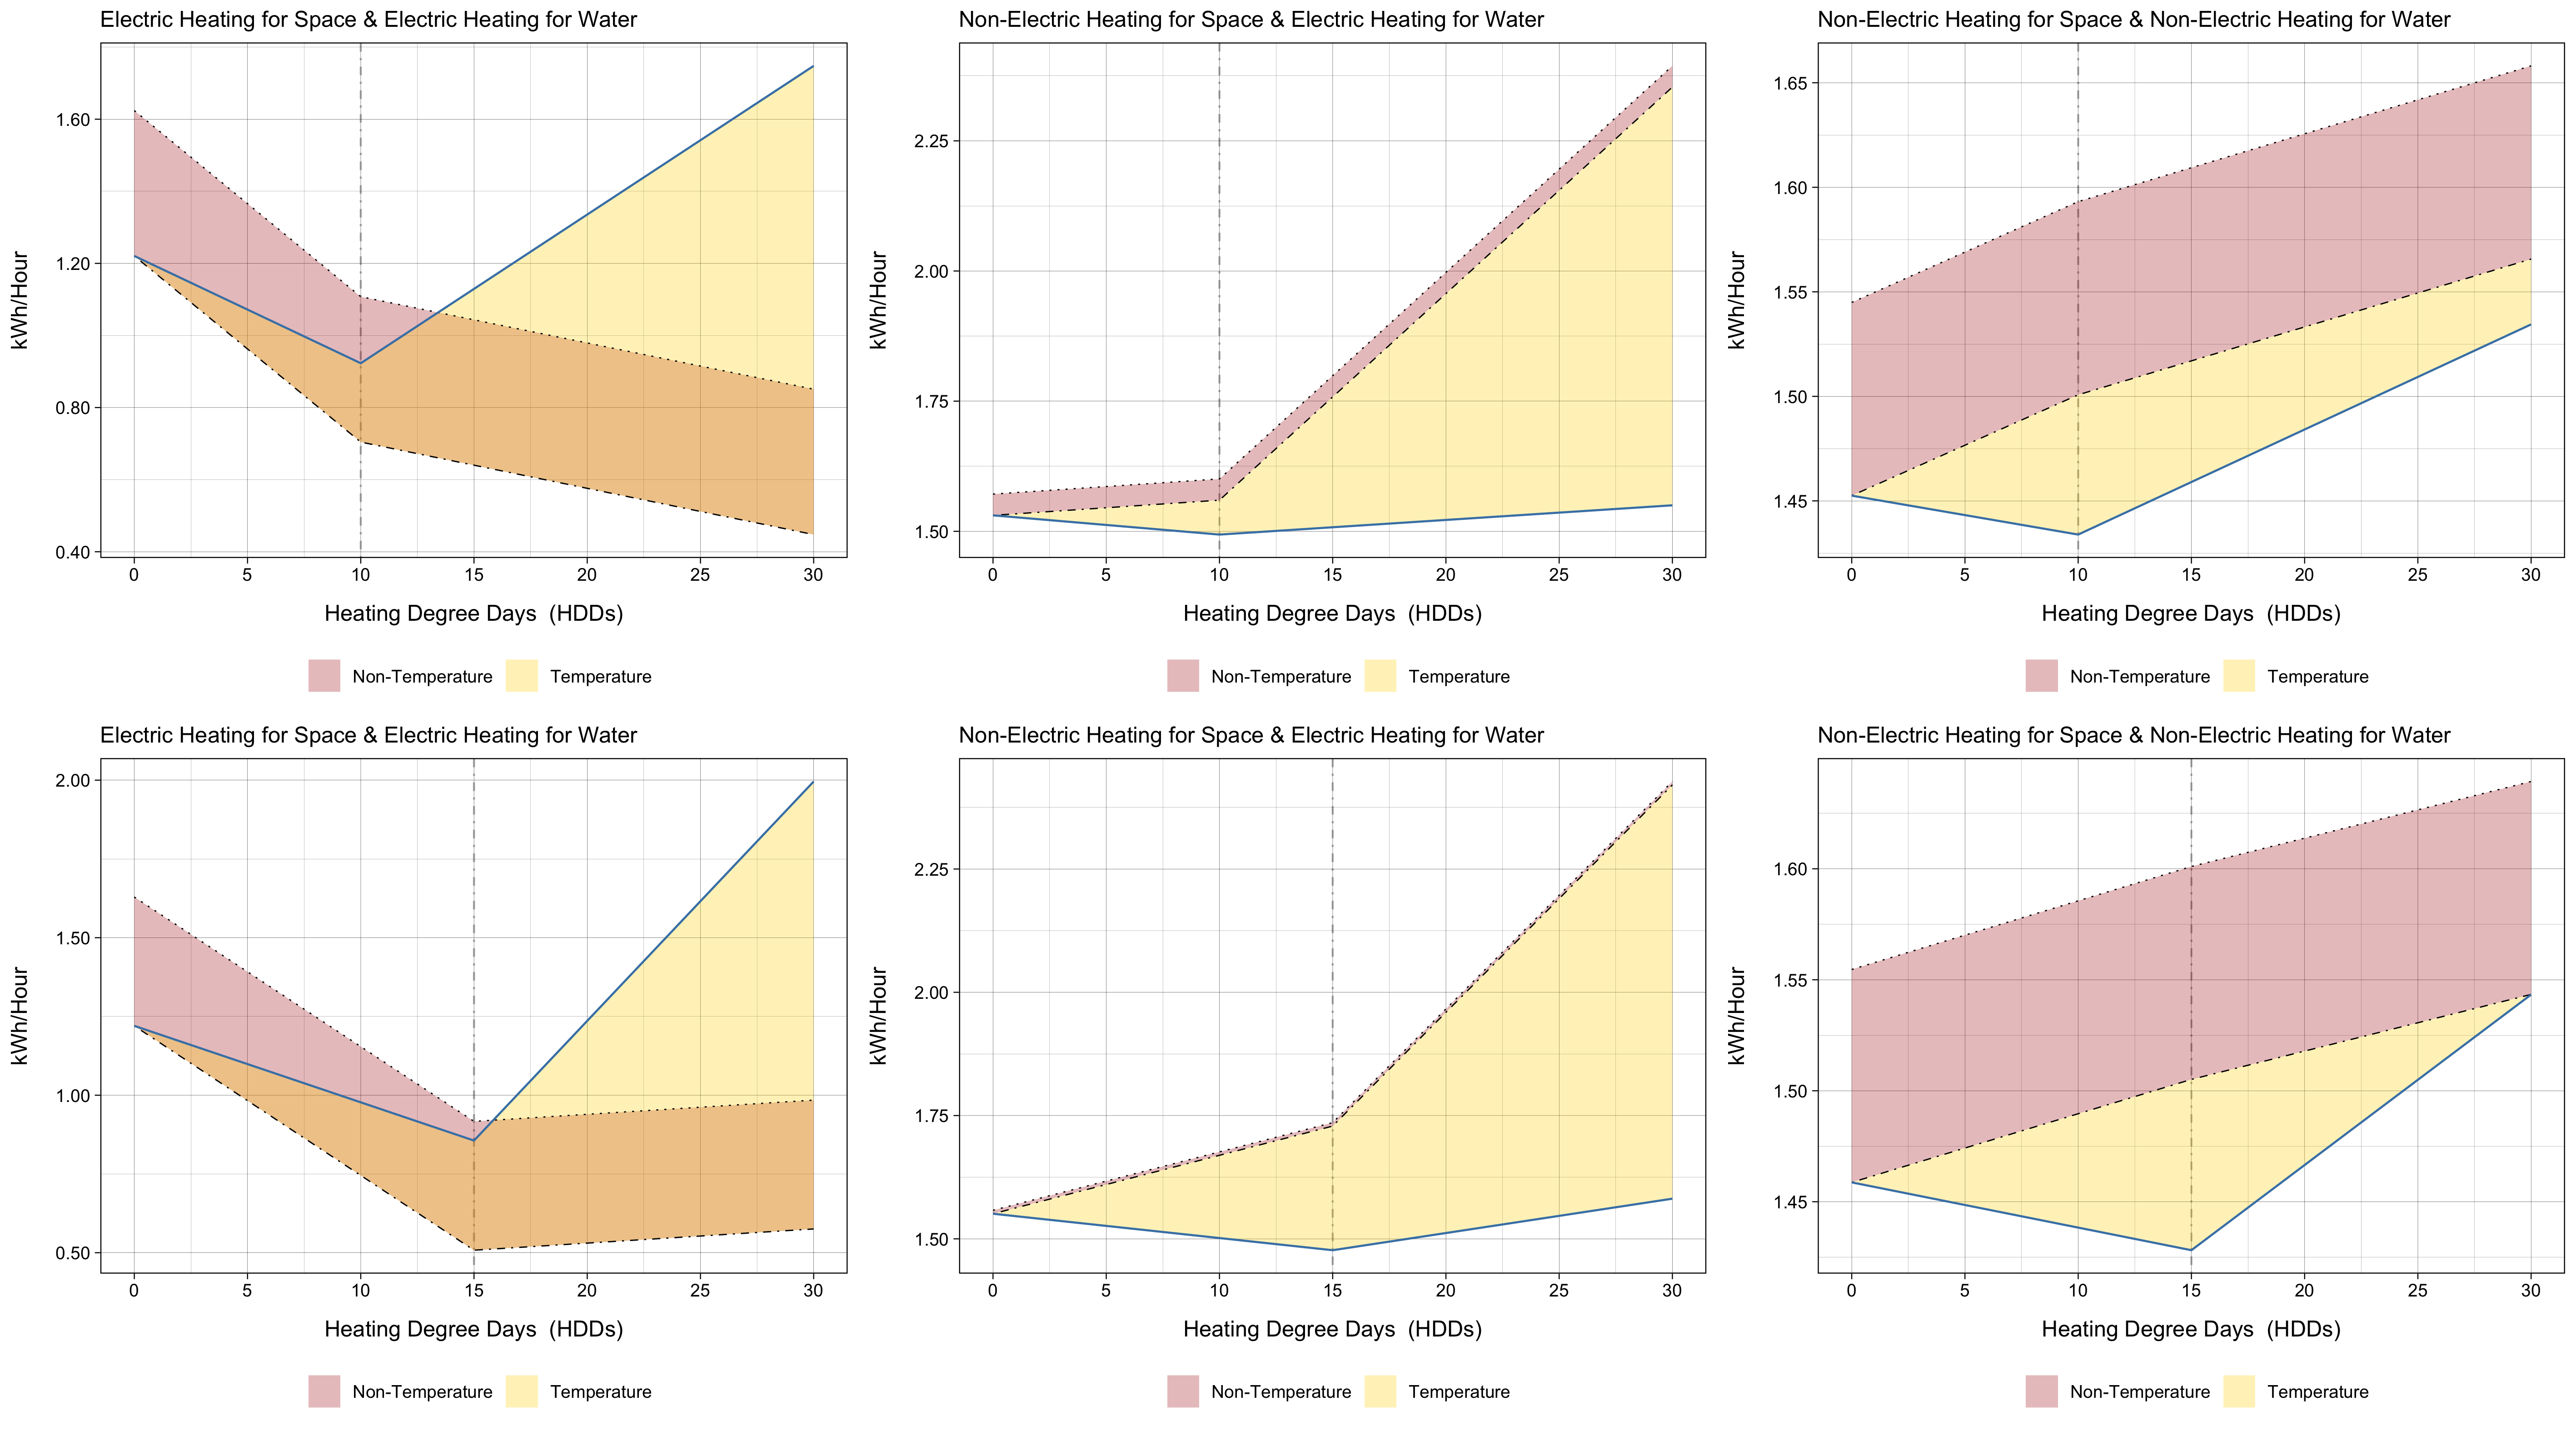 Electric Heating for Space & Electric Heating for Water
1.60
1.20
0.80
0.40
kWh/Hour
0 5 10 15 20 25 30
Heating Degree Days (HDDs)
Non-Temperature Temperature
Non-Electric Heating for Space & Electric Heating for Water
2.25
2.00
1.75
1.50
kWh/Hour
0 5 10 15 20 25 30
Heating Degree Days (HDDs)
Non-Temperature Temperature
Non-Electric Heating for Space & Non-Electric Heating for Water
1.65
1.60
1.55
1.50
1.45
kWh/Hour
0 5 10 15 20 25 30
Heating Degree Days (HDDs)
Non-Temperature Temperature
Electric Heating for Space & Electric Heating for Water
2.00
1.50
1.00
0.50
kWh/Hour
0 5 10 15 20 25 30
Heating Degree Days (HDDs)
Non-Temperature Temperature
Non-Electric Heating for Space & Electric Heating for Water
2.25
2.00
1.75
1.50
kWh/Hour
0 5 10 15 20 25 30
Heating Degree Days (HDDs)
Non-Temperature Temperature
Non-Electric Heating for Space & Non-Electric Heating for Water
1.60
1.55
1.50
1.45
kWh/Hour
0 5 10 15 20 25 30
Heating Degree Days (HDDs)
Non-Temperature Temperature